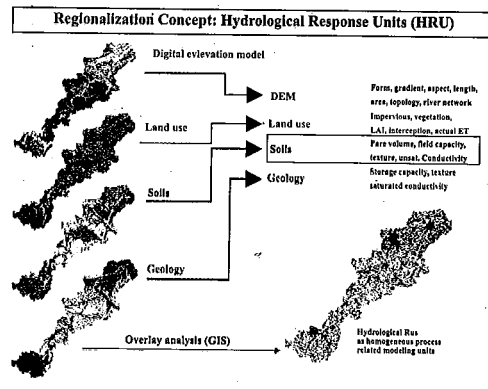 Regionalization Concept: Hydrological Response Units (HRU)
Digital evlevation model
DEM
Form, gradient, aspect, length,
area, topology, river network
Land use
Land use
Impervious, vegetation,
LAI, interception, actual ET
Soils
Pare volume, field capacity,
texture, unsat. Conductivity
Soils
Geology
Storage capacity, texture
saturated conductivity
Geology
Overlay analysis (GIS)
Hydrological Rus
as homogeneous process
related modeling units